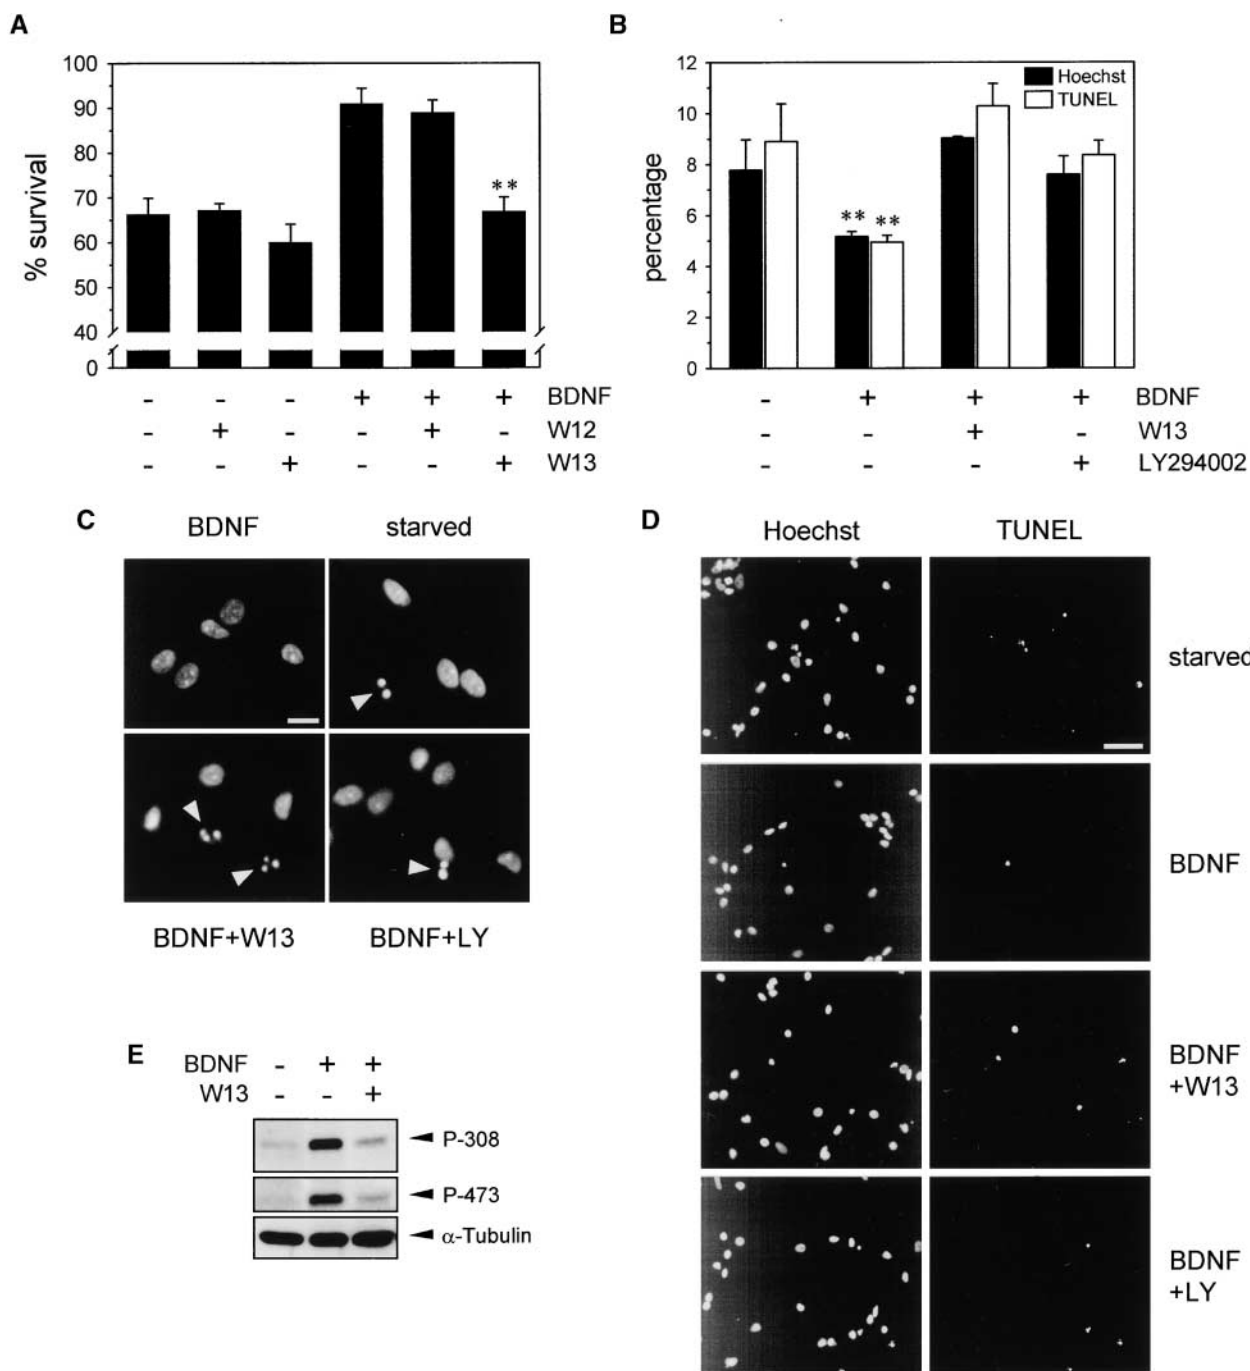 A
100
90
80
70
60
50
40
0
% survival
**
- - - + + + BDNF
- + - - + - W12
- - + - - + W13
B
12
10
8
6
4
2
0
percentage
Hoechst
TUNEL
** **
- + + + BDNF
- - + - W13
- - - + LY294002
C
BDNF starved
BDNF+W13 BDNF+LY
D
Hoechst TUNEL
starved
BDNF
BDNF
+W13
BDNF
+LY
E
BDNF - + +
W13 - - +
P-308
P-473
α-Tubulin